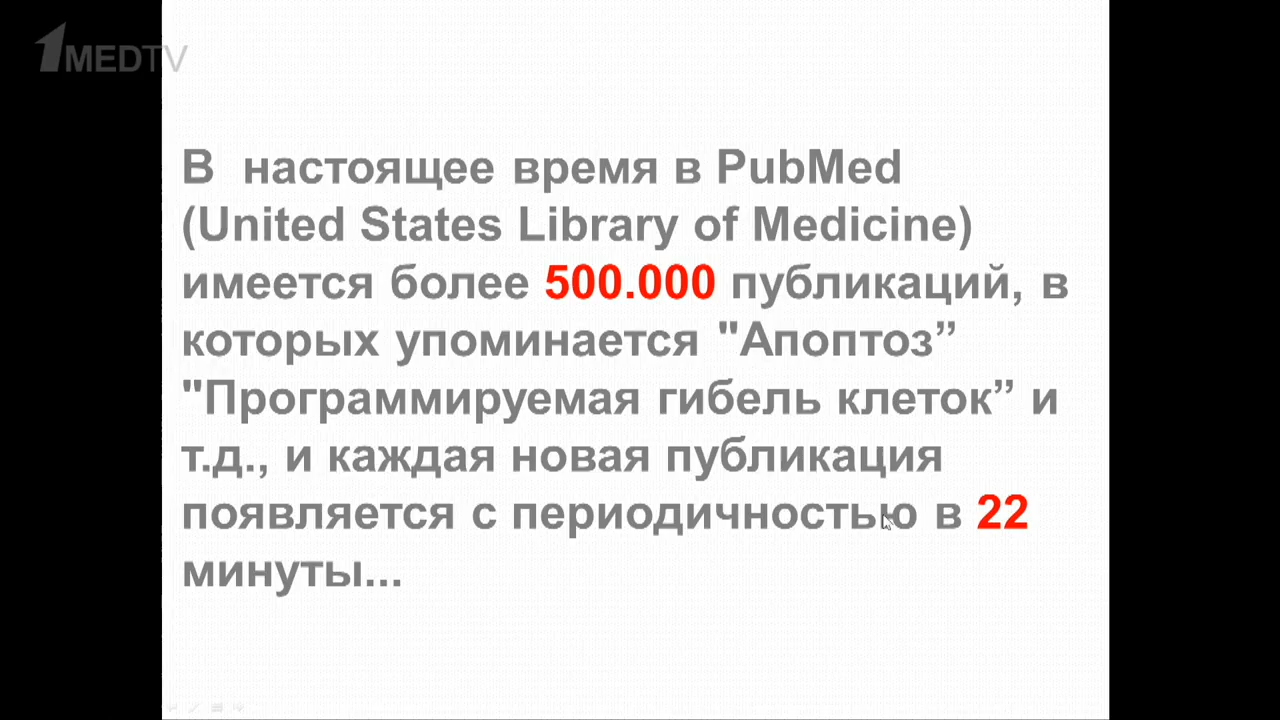 1MEDTV
В настоящее время в PubMed
(United States Library of Medicine)
имеется более 500.000 публикаций, в
которых упоминается "Апоптоз”
"Программируемая гибель клеток” и
т.д., и каждая новая публикация
появляется с периодичностью в 22
минуты...